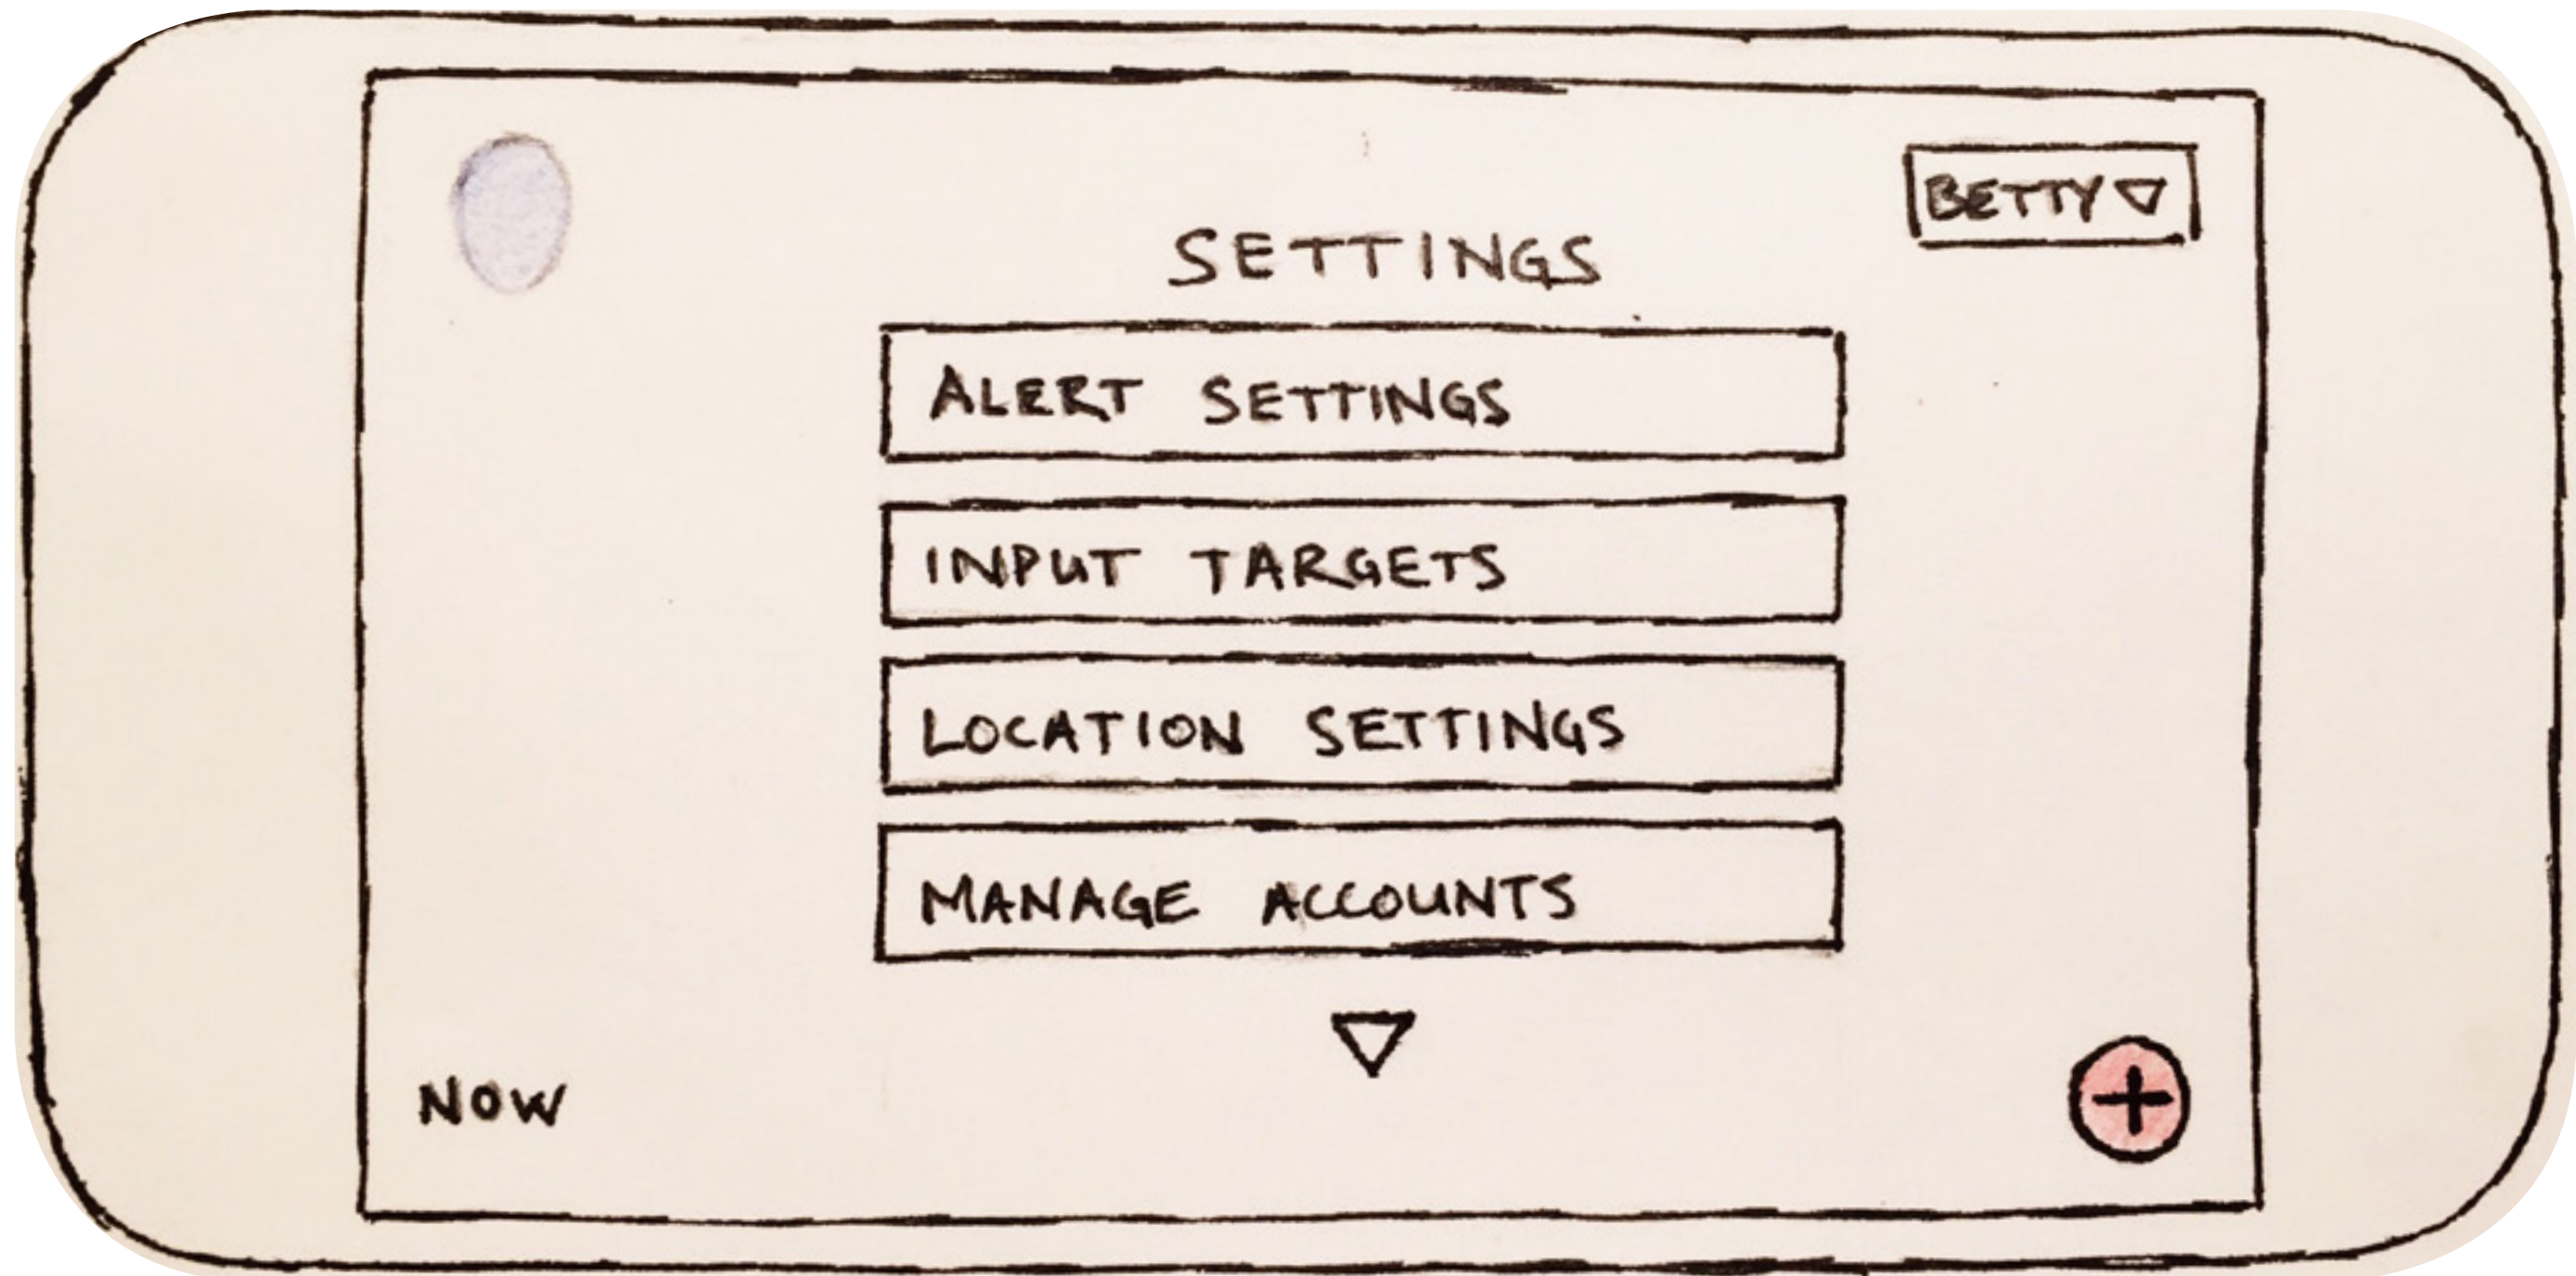 BETTY
SETTINGS
ALERT SETTINGS
INPUT TARGETS
LOCATION SETTINGS
MANAGE ACCOUNTS
NOW